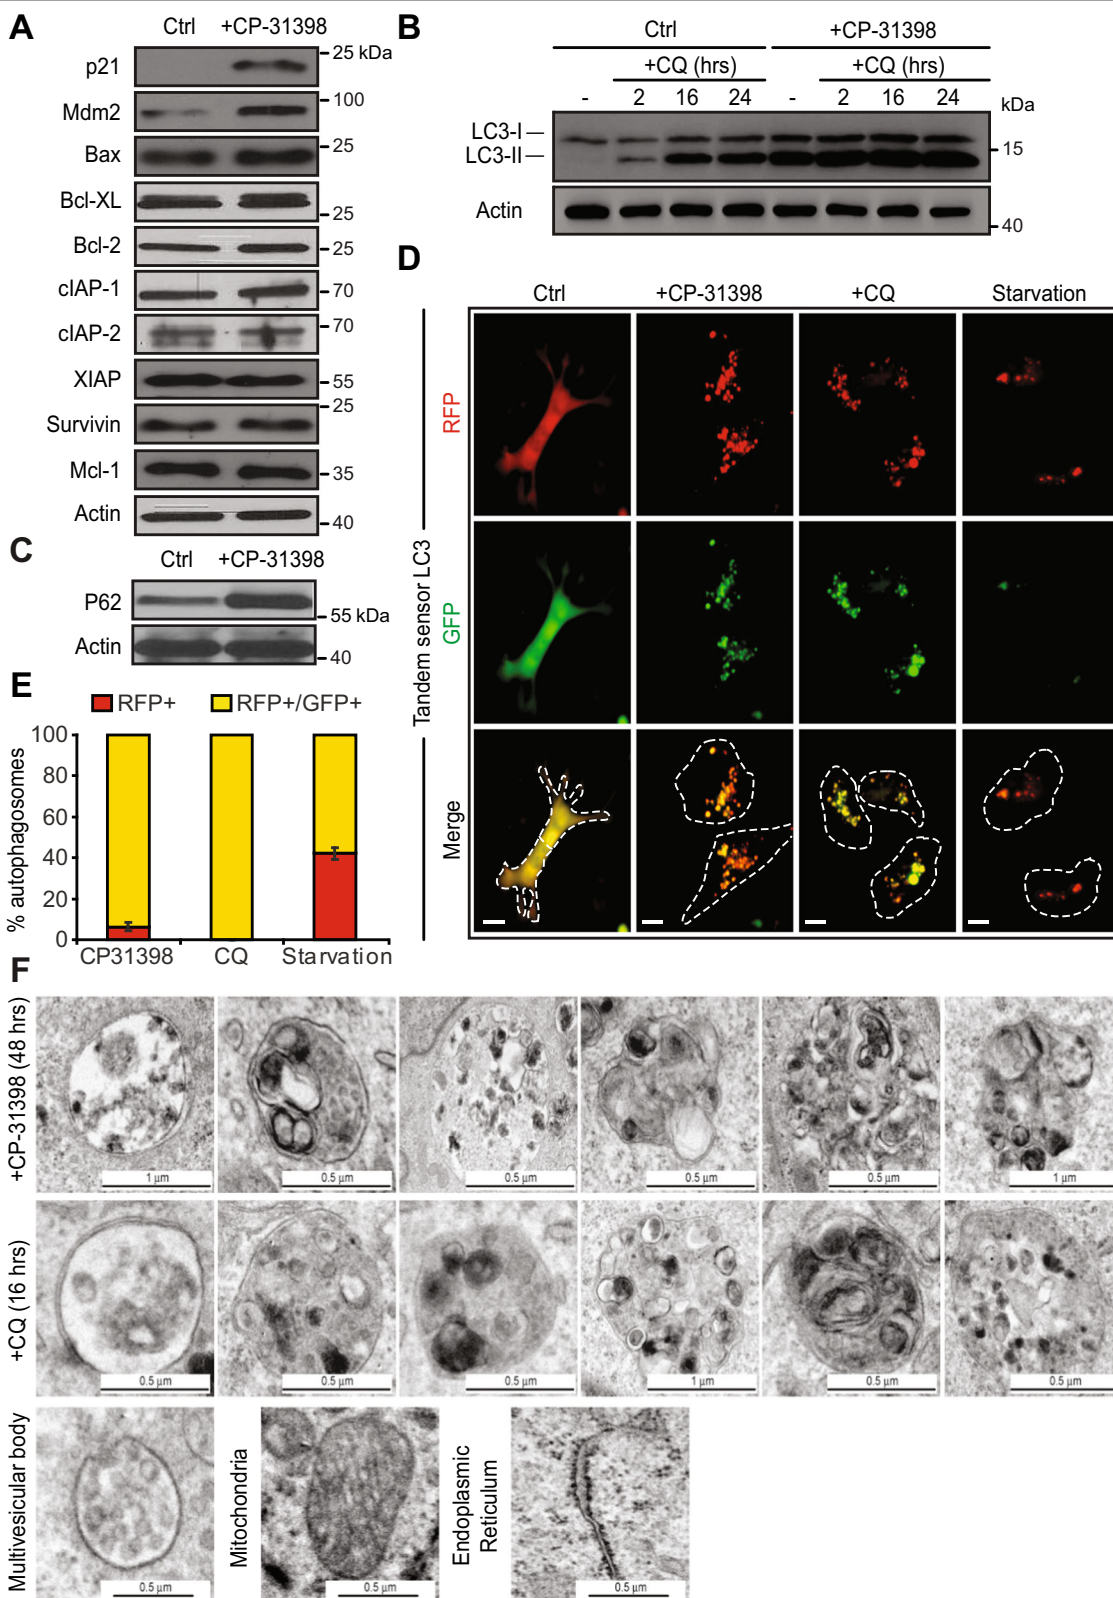 A
Ctrl +CP-31398
p21
25 kDa
Mdm2
100
Bax
25
Bcl-XL
25
Bcl-2
25
cIAP-1
70
cIAP-2
70
XIAP
55
25
Survivin
Mcl-1
35
Actin
40
B
Ctrl +CP-31398
+CQ (hrs) +CQ (hrs)
- 2 16 24 - 2 16 24
kDa
LC3-I
LC3-II
15
Actin
40
C
Ctrl +CP-31398
P62
55 kDa
Actin
40
D
Ctrl +CP-31398 +CQ Starvation
Tandem sensor LC3
RFP
GFP
Merge
E
RFP+ RFP+/GFP+
% autophagosomes
100
80
60
40
20
0
CP31398 CQ Starvation
F
+CP-31398 (48 hrs)
1 µm 0.5 µm 0.5 µm 0.5 µm 0.5 µm 1 µm
+CQ (16 hrs)
0.5 µm 0.5 µm 0.5 µm 1 µm 0.5 µm 0.5 µm
Multivesicular body
0.5 µm
Mitochondria
0.5 µm
Endoplasmic
Reticulum
0.5 µm